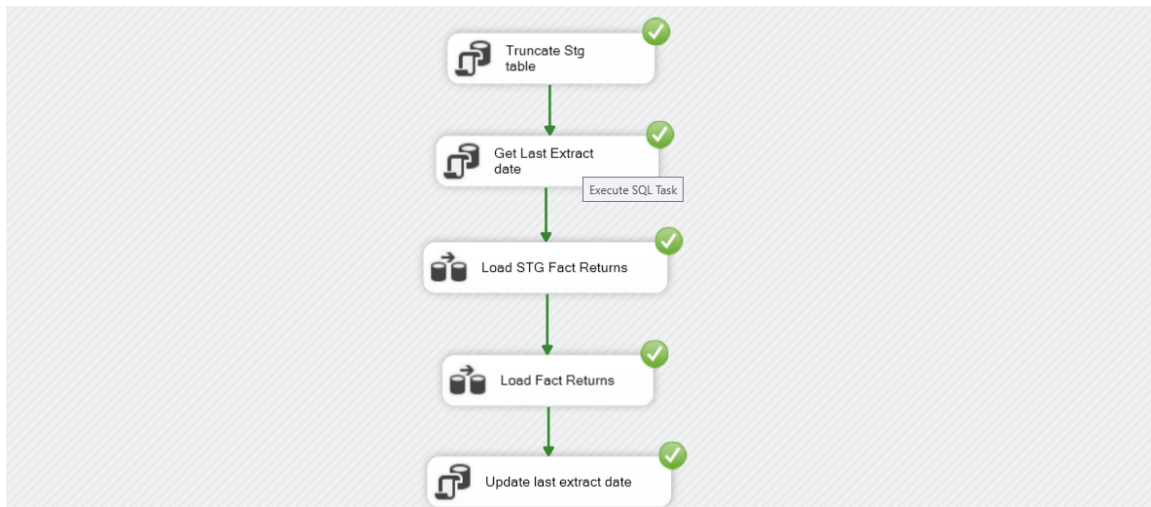 Truncate Stg
table
Get Last Extract
date
Execute SQL Task
Load STG Fact Returns
Load Fact Returns
Update last extract date